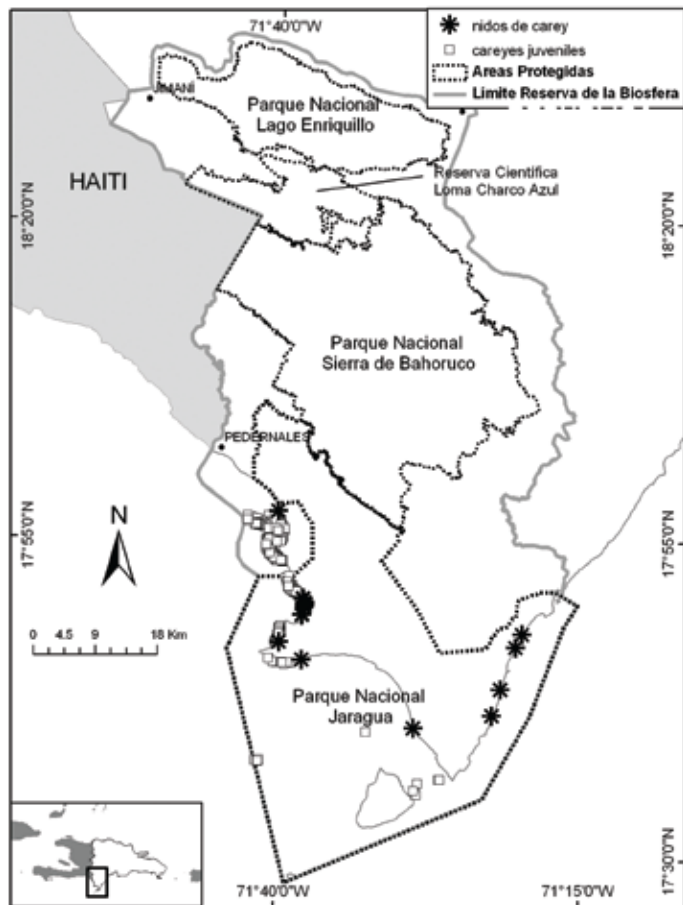 71°40'0"W
nidos de carey
careyes juveniles
Areas Protegidas
Limite Reserva de la Biosfera
JIMANÍ
Parque Nacional
Lago Enriquillo
HAITI
Reserva Científica
Loma Charco Azul
18°20'0"N
18°20'0"N
Parque Nacional
Sierra de Bahoruco
PEDERNALES
N
17°55'0"N
17°55'0"N
0 4.5 9 18 Km
Parque Nacional
Jaragua
17°30'0"N
71°40'0"W
71°15'0"W